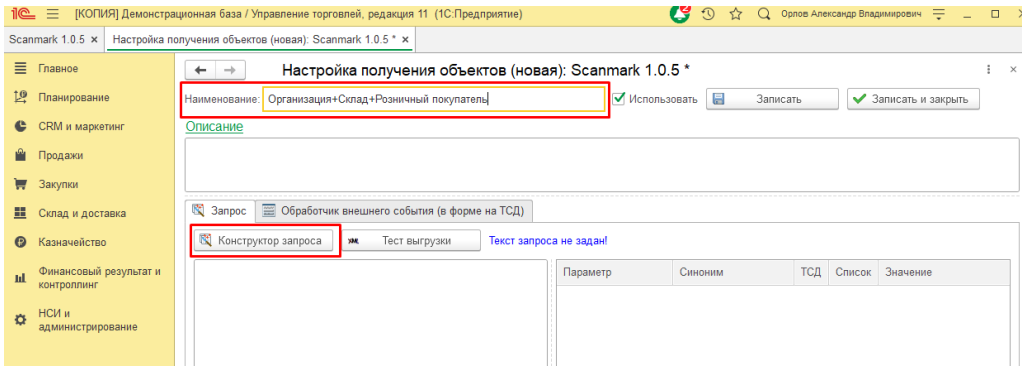 [КОПИЯ] Демонстрационная база / Управление торговлей, редакция 11 (1С:Предприятие) 2 Орлов Александр Владимирович
Scanmark 1.0.5 × Настройка получения объектов (новая): Scanmark 1.0.5 * ×
Главное
Настройка получения объектов (новая): Scanmark 1.0.5 *
Планирование
Наименование: Организация+Склад+Розничный покупатель Использовать Записать Записать и закрыть
CRM и маркетинг
Описание
Продажи
Закупки
Склад и доставка
Запрос Обработчик внешнего события (в форме на ТСД)
Казначейство
Конструктор запроса Тест выгрузки Текст запроса не задан!
Финансовый результат и
контроллинг
Параметр Синоним ТСД Список Значение
НСИ и
администрирование